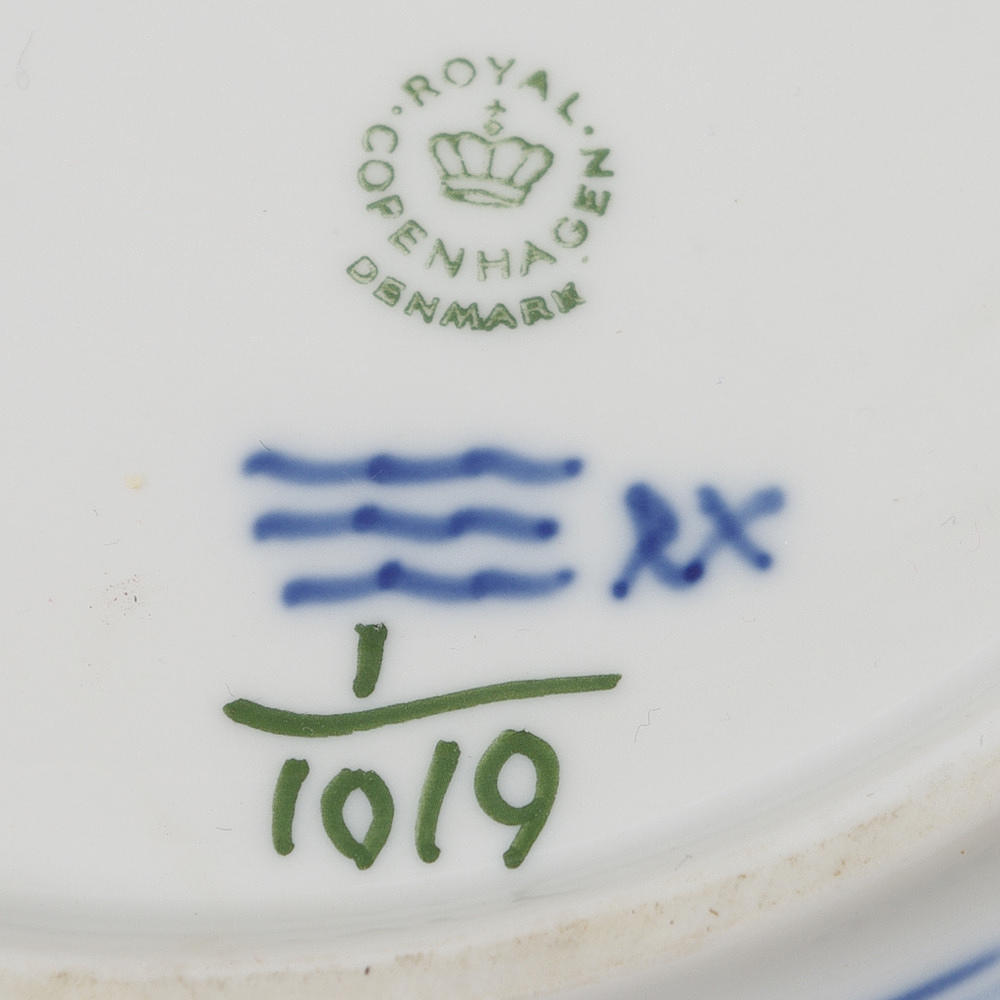 ROYAL
COPENHAGEN
DENMARK
RX
1
1019